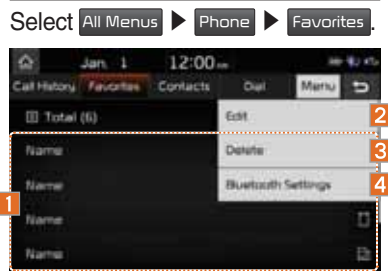 Select All Menus ▶ Phone ▶ Favorites.
Jan. 1 12:00
Call History Favorites Contacts Dial Menu
Total (6) Edit 2
Name Delete 3
1
Name Bluetooth Settings 4
Name
Name